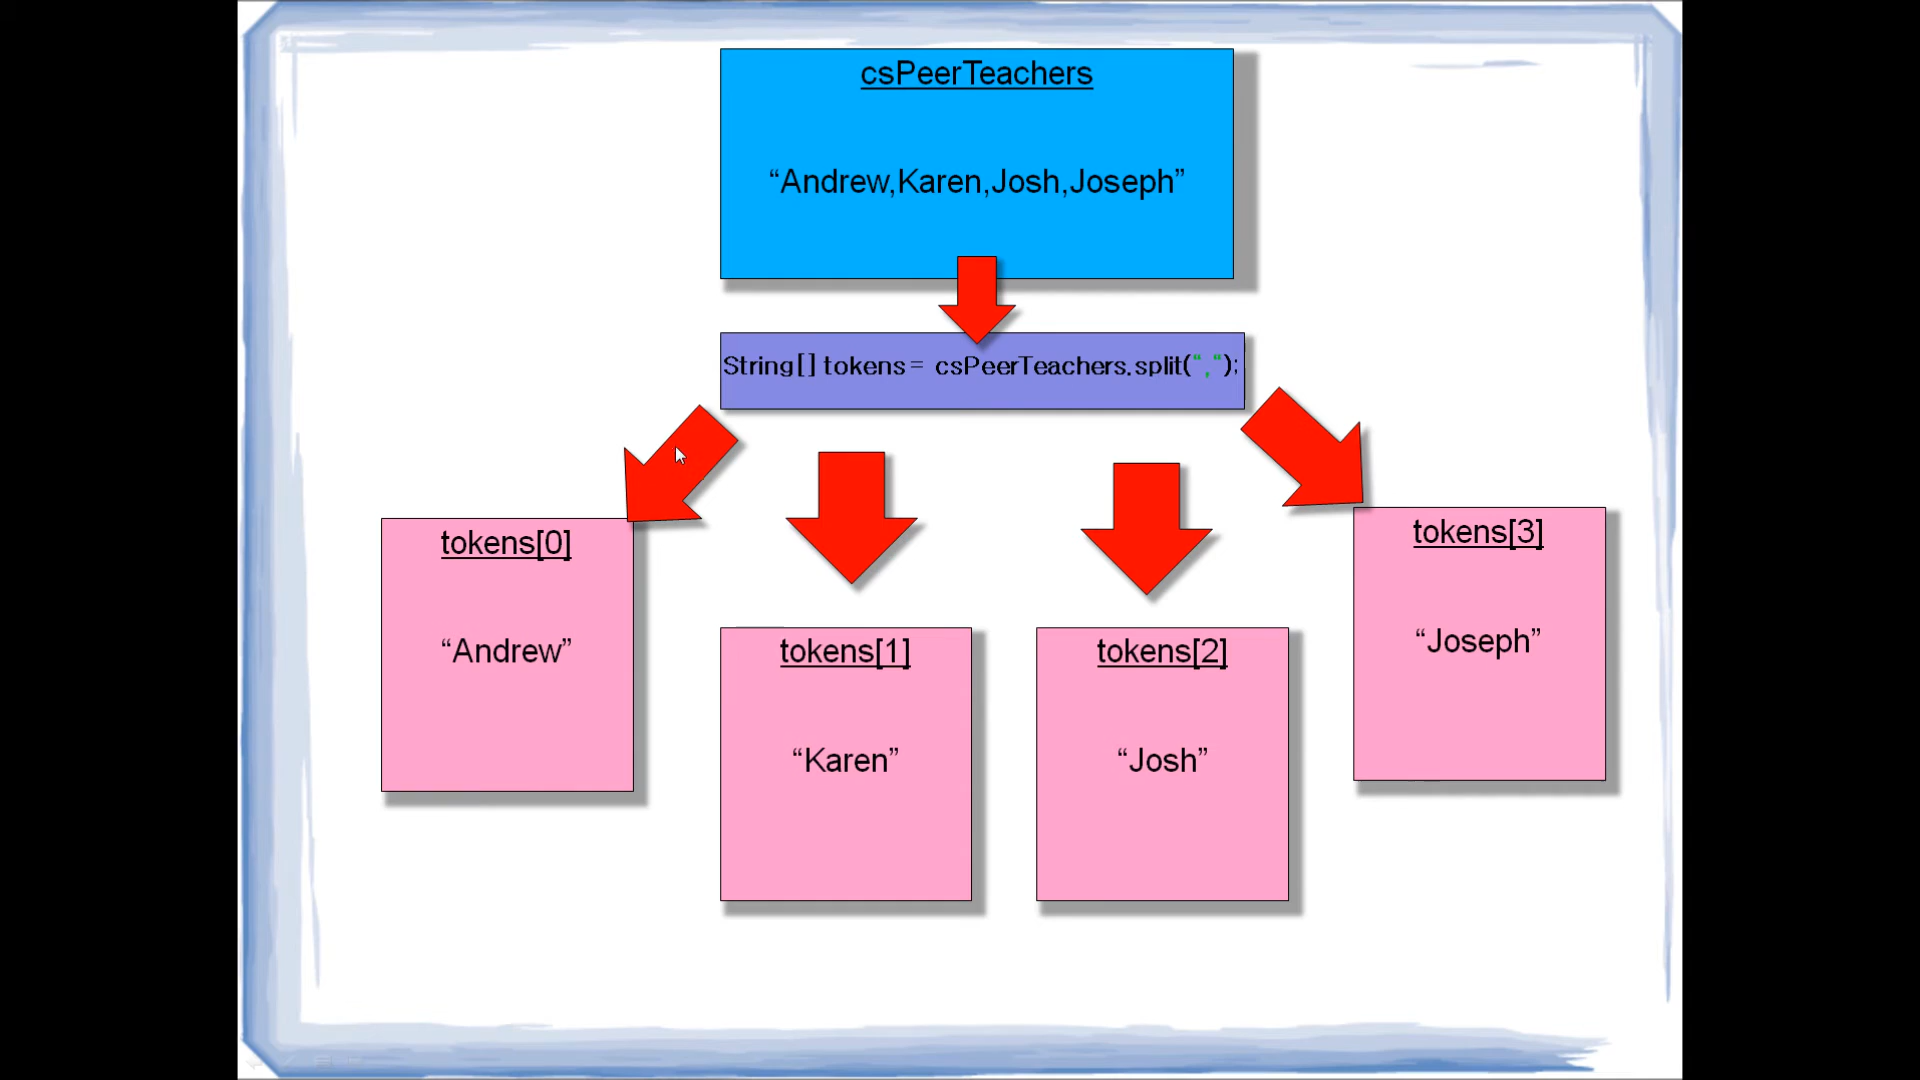 csPeerTeachers
“Andrew,Karen,Josh,Joseph”
String[] tokens = csPeerTeachers.split(“,“);
tokens[0]
“Andrew”
tokens[1]
“Karen”
tokens[2]
“Josh”
tokens[3]
“Joseph”